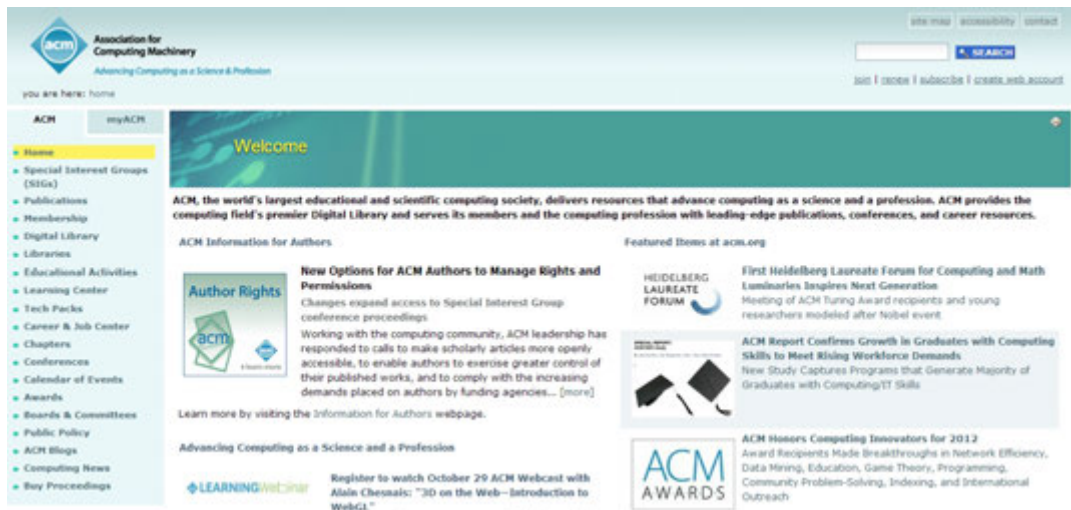 site map accessibility contact
acm
Association for
Computing Machinery
Advancing Computing as a Science & Profession
SEARCH
join | renew | subscribe | create web account
you are here: home
ACM myACM
Home
Special Interest Groups
(SIGs)
Publications
Membership
Digital Library
Libraries
Educational Activities
Learning Center
Tech Packs
Career & Job Center
Chapters
Conferences
Calendar of Events
Awards
Boards & Committees
Public Policy
ACM Blogs
Computing News
Buy Proceedings
Welcome
ACM, the world's largest educational and scientific computing society, delivers resources that advance computing as a science and a profession. ACM provides the
computing field's premier Digital Library and serves its members and the computing profession with leading-edge publications, conferences, and career resources.
ACM Information for Authors
Author Rights
acm
New Options for ACM Authors to Manage Rights and
Permissions
Changes expand access to Special Interest Group
conference proceedings
Working with the computing community, ACM leadership has
responded to calls to make scholarly articles more openly
accessible, to enable authors to exercise greater control of
their published works, and to comply with the increasing
demands placed on authors by funding agencies... [more]
Learn more by visiting the Information for Authors webpage.
Advancing Computing as a Science and a Profession
LEARNING Webinar
Register to watch October 29 ACM Webcast with
Alain Chesnais: "3D on the Web—Introduction to
WebGL"
Featured Items at acm.org
HEIDELBERG
LAUREATE
FORUM
First Heidelberg Laureate Forum for Computing and Math
Luminaries Inspires Next Generation
Meeting of ACM Turing Award recipients and young
researchers modeled after Nobel event
ACM Report Confirms Growth in Graduates with Computing
Skills to Meet Rising Workforce Demands
New Study Captures Programs that Generate Majority of
Graduates with Computing/IT Skills
ACM
AWARDS
ACM Honors Computing Innovators for 2012
Award Recipients Made Breakthroughs in Network Efficiency,
Data Mining, Education, Game Theory, Programming,
Community Problem-Solving, Indexing, and International
Outreach